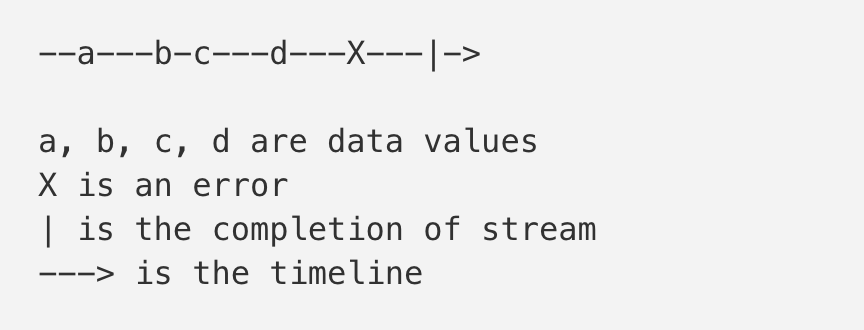 --a---b-c---d---X---|->
a, b, c, d are data values
X is an error
| is the completion of stream
---> is the timeline